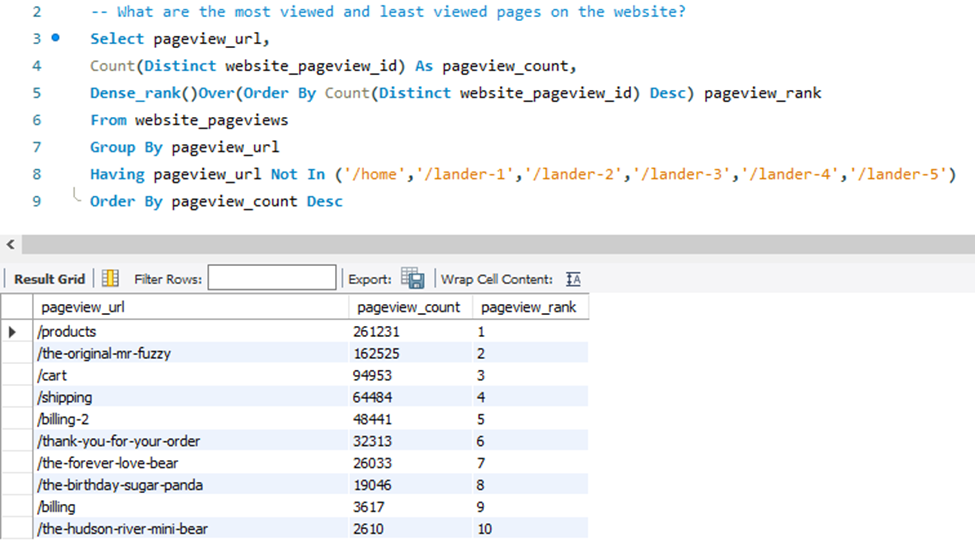 2 -- What are the most viewed and least viewed pages on the website?
3 Select pageview_url,
4 Count(Distinct website_pageview_id) As pageview_count,
5 Dense_rank()Over(Order By Count(Distinct website_pageview_id) Desc) pageview_rank
6 From website_pageviews
7 Group By pageview_url
8 Having pageview_url Not In ('/home','/lander-1','/lander-2','/lander-3','/lander-4','/lander-5')
9 Order By pageview_count Desc
Result Grid Filter Rows: Export: Wrap Cell Content:
pageview_url pageview_count pageview_rank
/products 261231 1
/the-original-mr-fuzzy 162525 2
/cart 94953 3
/shipping 64484 4
/billing-2 48441 5
/thank-you-for-your-order 32313 6
/the-forever-love-bear 26033 7
/the-birthday-sugar-panda 19046 8
/billing 3617 9
/the-hudson-river-mini-bear 2610 10